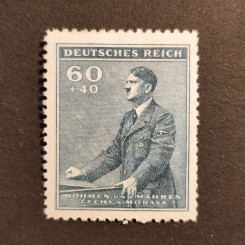 DEUTSCHES REICH
60
+40
BÖHMEN UND MÄHREN
ČECHY A MORAVA